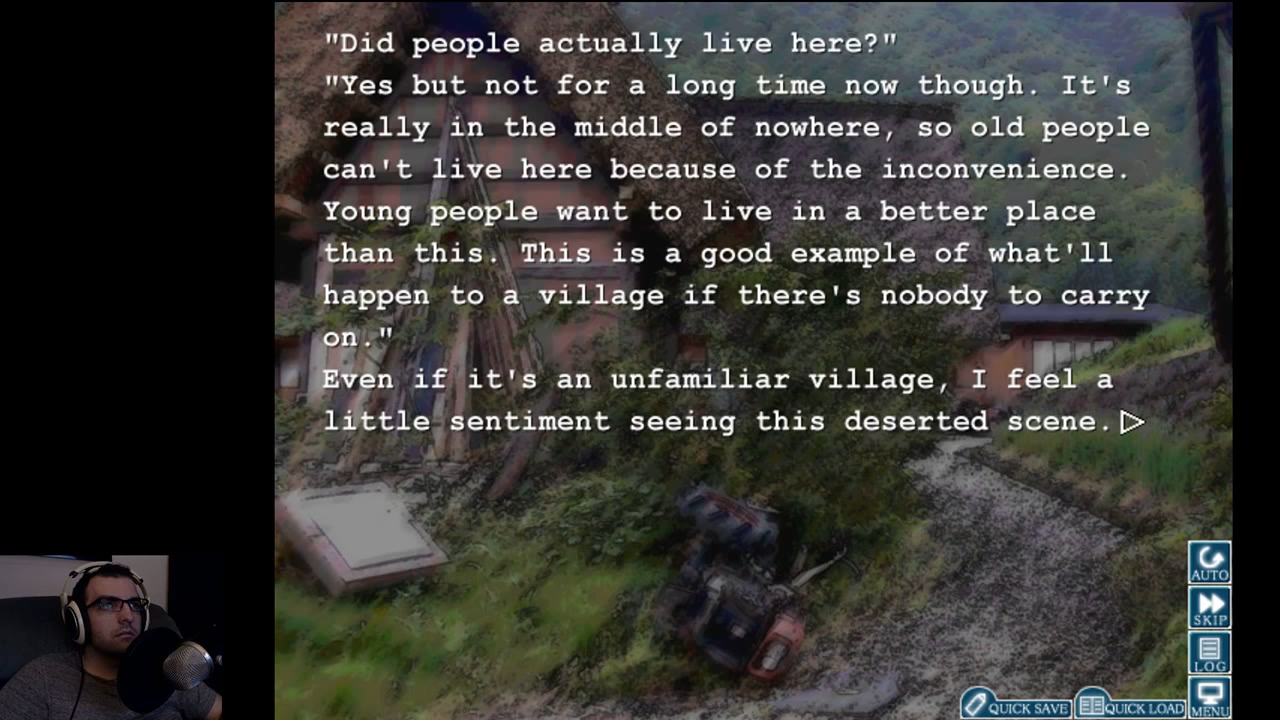 "Did people actually live here?"
"Yes but not for a long time now though. It's
really in the middle of nowhere, so old people
can't live here because of the inconvenience.
Young people want to live in a better place
than this. This is a good example of what'll
happen to a village if there's nobody to carry
on."
Even if it's an unfamiliar village, I feel a
little sentiment seeing this deserted scene.
AUTO
SKIP
LOG
QUICK SAVE
QUICK LOAD
MENU